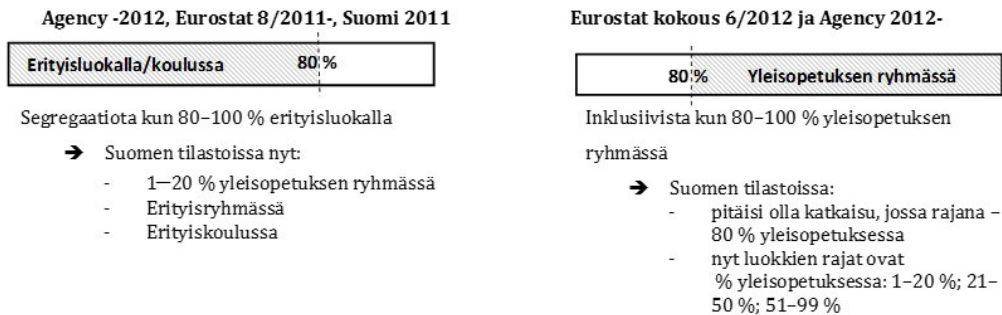 Agency -2012, Eurostat 8/2011-, Suomi 2011
Erityisluokalla/koulussa 80 %
Segregaatiota kun 80–100 % erityisluokalla
➔ Suomen tilastoissa nyt:
- 1—20 % yleisopetuksen ryhmässä
- Erityisryhmässä
- Erityiskoulussa
Eurostat kokous 6/2012 ja Agency 2012-
80 % Yleisopetuksen ryhmässä
Inklusiivista kun 80–100 % yleisopetuksen
ryhmässä
➔ Suomen tilastoissa:
- pitäisi olla katkaisu, jossa rajana –
80 % yleisopetuksessa
- nyt luokkien rajat ovat
% yleisopetuksessa: 1–20 %; 21–
50 %; 51–99 %